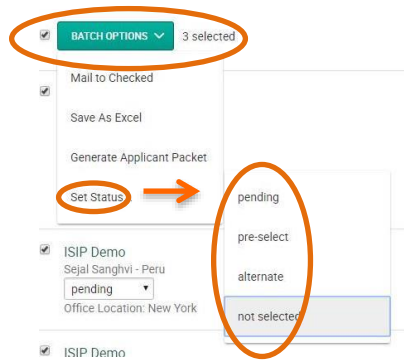 BATCH OPTIONS 3 selected
Mail to Checked
Save As Excel
Generate Applicant Packet
Set Status
pending
pre-select
alternate
not selected
ISIP Demo
Sejal Sanghvi - Peru
pending
Office Location: New York
ISIP Demo